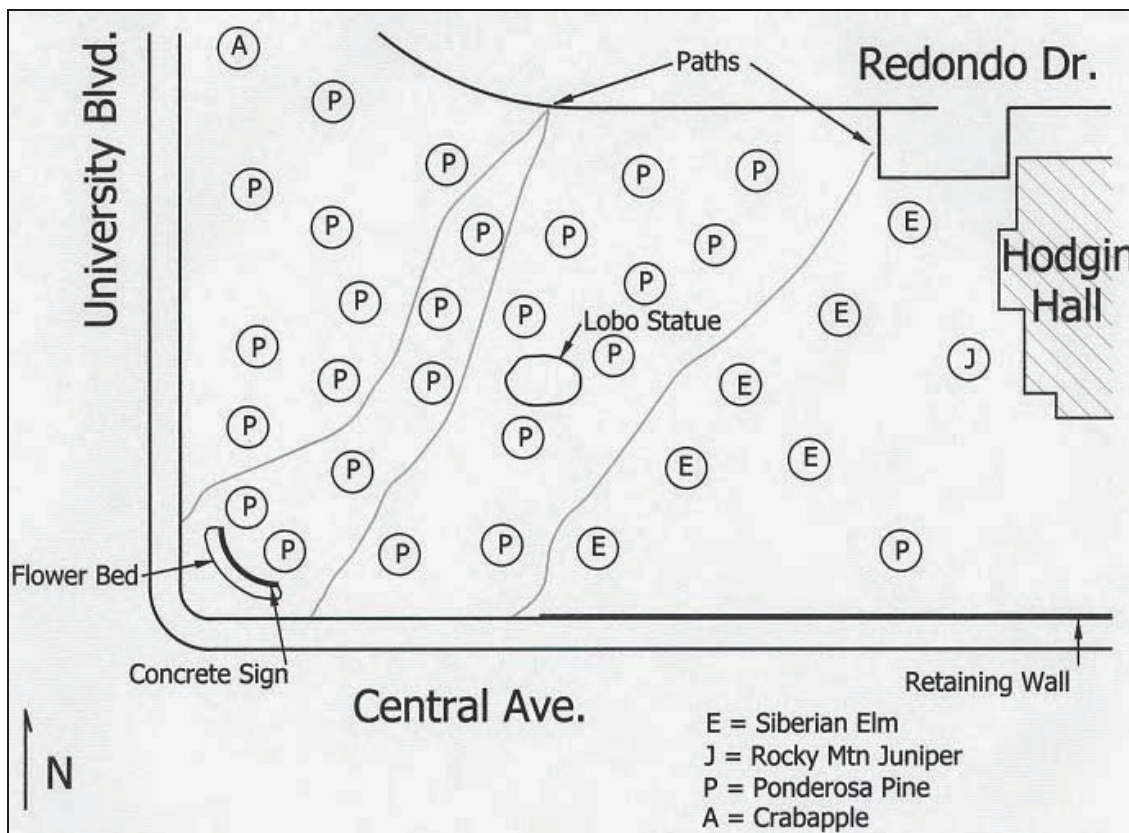 University Blvd.
A
Paths
Redondo Dr.
P
P
P
P
P
P
P
P
P
E
Hodgin
Hall
P
P
P
P
E
Lobo Statue
P
P
J
P
P
E
P
P
P
E
E
P
P
P
P
E
P
Flower Bed
Concrete Sign
Retaining Wall
Central Ave.
N
E = Siberian Elm
J = Rocky Mtn Juniper
P = Ponderosa Pine
A = Crabapple